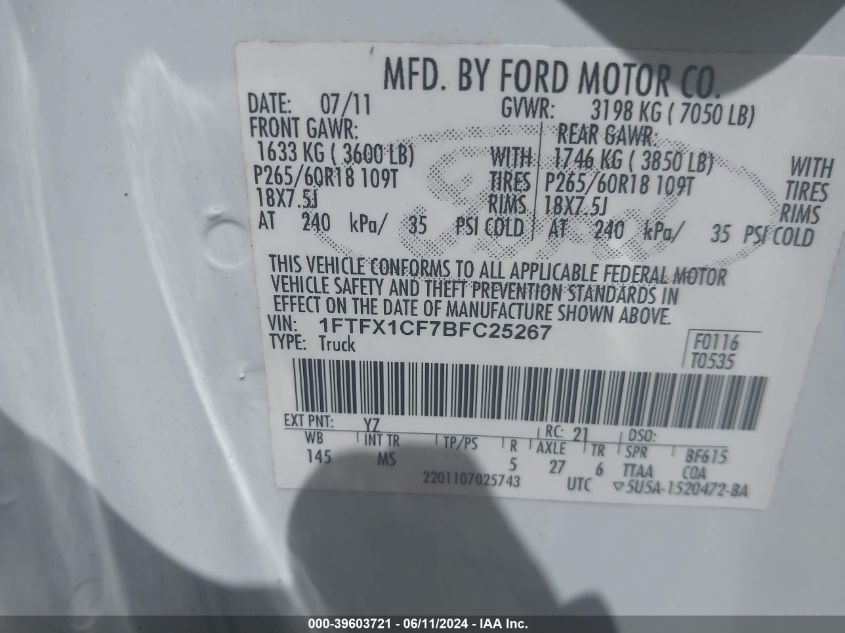 MFD. BY FORD MOTOR CO.
DATE: 07/11 GVWR: 3198 KG ( 7050 LB)
FRONT GAWR: REAR GAWR:
1633 KG ( 3600 LB) WITH 1746 KG ( 3850 LB) WITH
P265/60R18 109T TIRES P265/60R18 109T TIRES
18X7.5J RIMS 18X7.5J RIMS
AT 240 kPa/ 35 PSI COLD AT 240 kPa/ 35 PSI COLD
THIS VEHICLE CONFORMS TO ALL APPLICABLE FEDERAL MOTOR
VEHICLE SAFETY AND THEFT PREVENTION STANDARDS IN
EFFECT ON THE DATE OF MANUFACTURE SHOWN ABOVE.
VIN: 1FTFX1CF7BFC25267 F0116
TYPE: Truck T0535
EXT PNT: YZ RC: 21 DSO:
WB INT TR TP/PS R AXLE TR SPR BF615
145 MS 5 27 6 TTAA COA
2201107025743 UTC ▽5U5A-1520472-BA
000-39603721 - 06/11/2024 - IAA Inc.